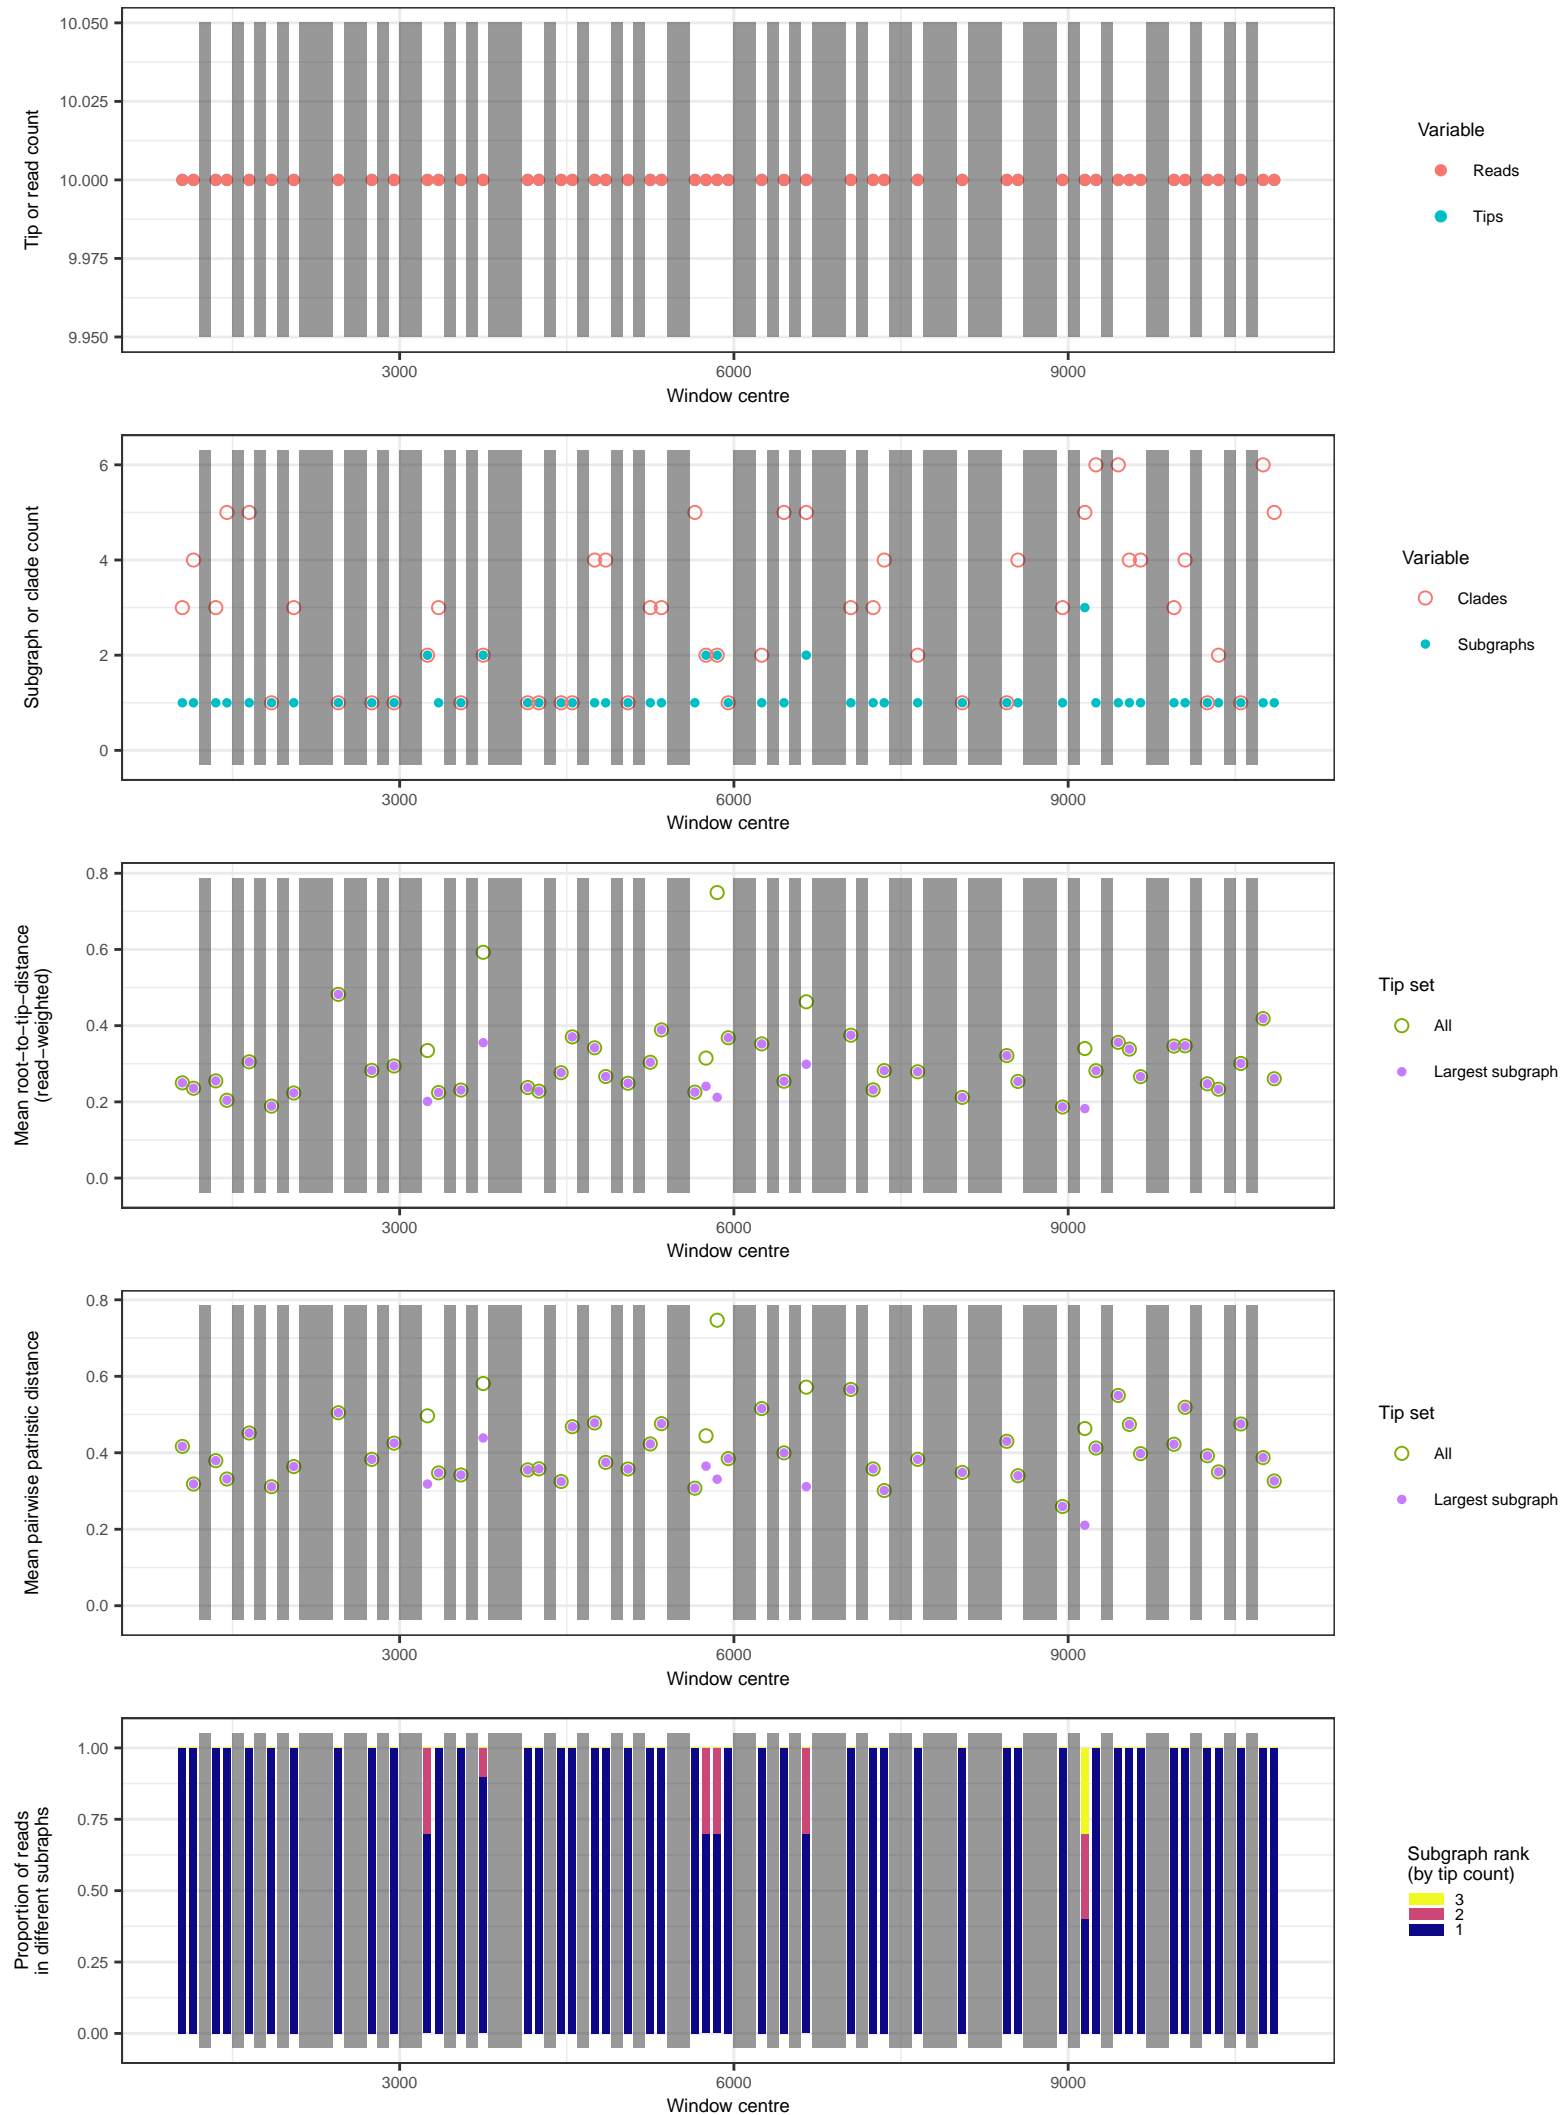 Tip or read count
10.050
10.025
10.000
9.975
9.950
3000 6000 9000
Window centre
Variable
Reads
Tips
Subgraph or clade count
6
4
2
0
3000 6000 9000
Window centre
Variable
Clades
Subgraphs
Mean root−to−tip−distance
(read−weighted)
0.8
0.6
0.4
0.2
0.0
3000 6000 9000
Window centre
Tip set
All
Largest subgraph
Mean pairwise patristic distance
0.8
0.6
0.4
0.2
0.0
3000 6000 9000
Window centre
Tip set
All
Largest subgraph
Proportion of reads
in different subraphs
1.00
0.75
0.50
0.25
0.00
3000 6000 9000
Window centre
Subgraph rank
(by tip count)
3
2
1